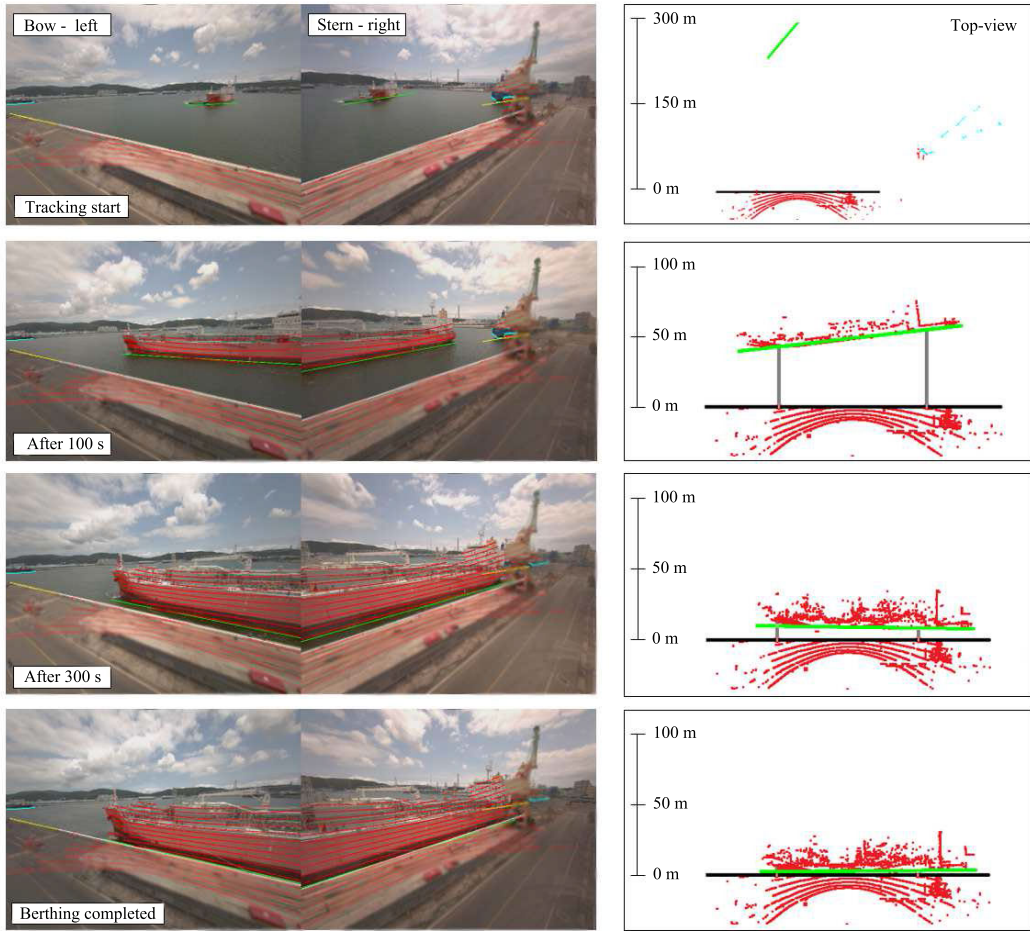 Bow - left
Stern - right
Tracking start
300 m
Top-view
150 m
0 m
After 100 s
100 m
50 m
0 m
After 300 s
100 m
50 m
0 m
Berthing completed
100 m
50 m
0 m